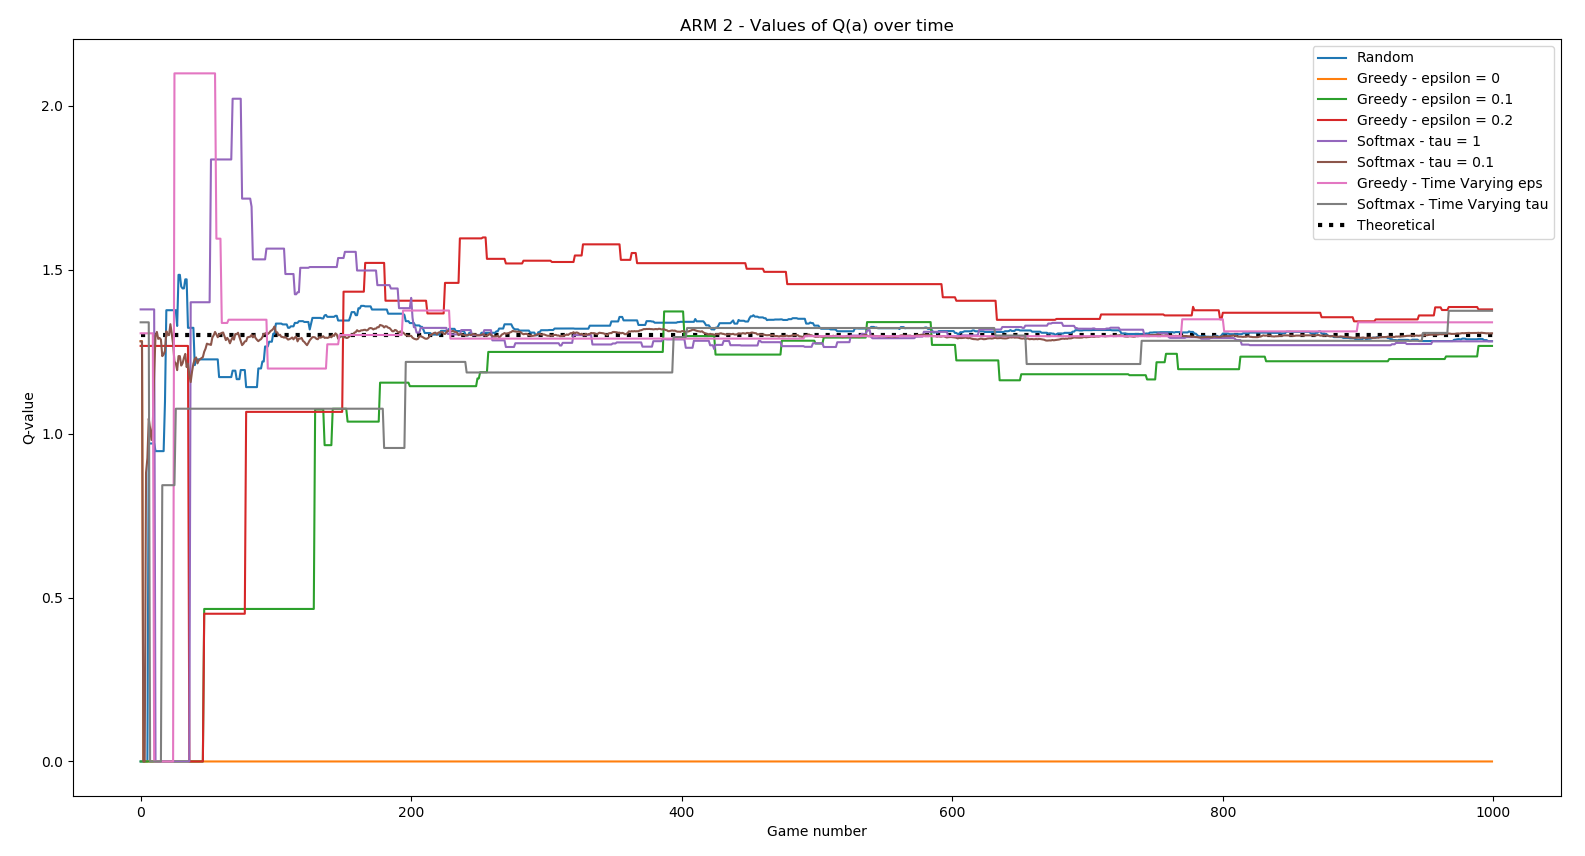 ARM 2 - Values of Q(a) over time
Random
Greedy - epsilon = 0
Greedy - epsilon = 0.1
Greedy - epsilon = 0.2
Softmax - tau = 1
Softmax - tau = 0.1
Greedy - Time Varying eps
Softmax - Time Varying tau
Theoretical
2.0
1.5
1.0
0.5
0.0
Q-value
0 200 400 600 800 1000
Game number